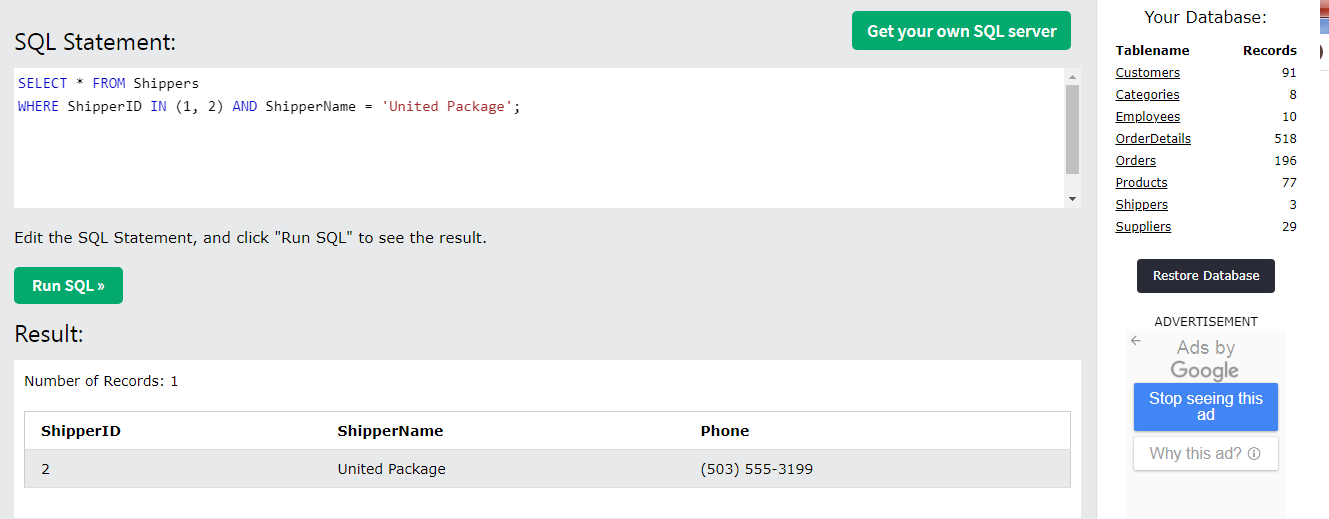 SQL Statement:
Get your own SQL server
SELECT * FROM Shippers
WHERE ShipperID IN (1, 2) AND ShipperName = 'United Package';
Edit the SQL Statement, and click "Run SQL" to see the result.
Run SQL »
Result:
Number of Records: 1
ShipperID ShipperName Phone
2 United Package (503) 555-3199
Your Database:
Tablename Records
Customers 91
Categories 8
Employees 10
OrderDetails 518
Orders 196
Products 77
Shippers 3
Suppliers 29
Restore Database
ADVERTISEMENT
Ads by
Google
Stop seeing this
ad
Why this ad?